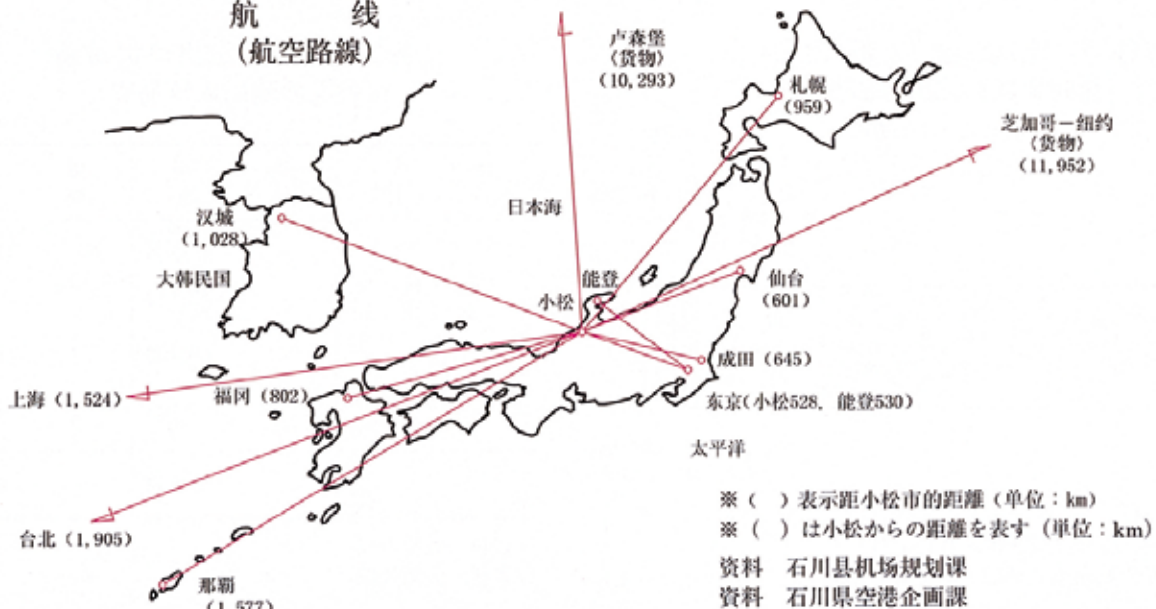 航 线
(航空路線)
卢森堡
〈货物〉
(10,293)
札幌
(959)
芝加哥－纽约
〈货物〉
(11,952)
日本海
汉城
(1,028)
大韩民国
能登
小松
仙台
(601)
成田（645）
上海（1,524）
福冈（802）
东京(小松528．能登530）
太平洋
台北（1,905）
那霸
(1,577)
※（　）表示距小松市的距離（单位：km）
※（　）は小松からの距離を表す（単位：km）
资料　石川县机场规划课
资料　石川県空港企画課